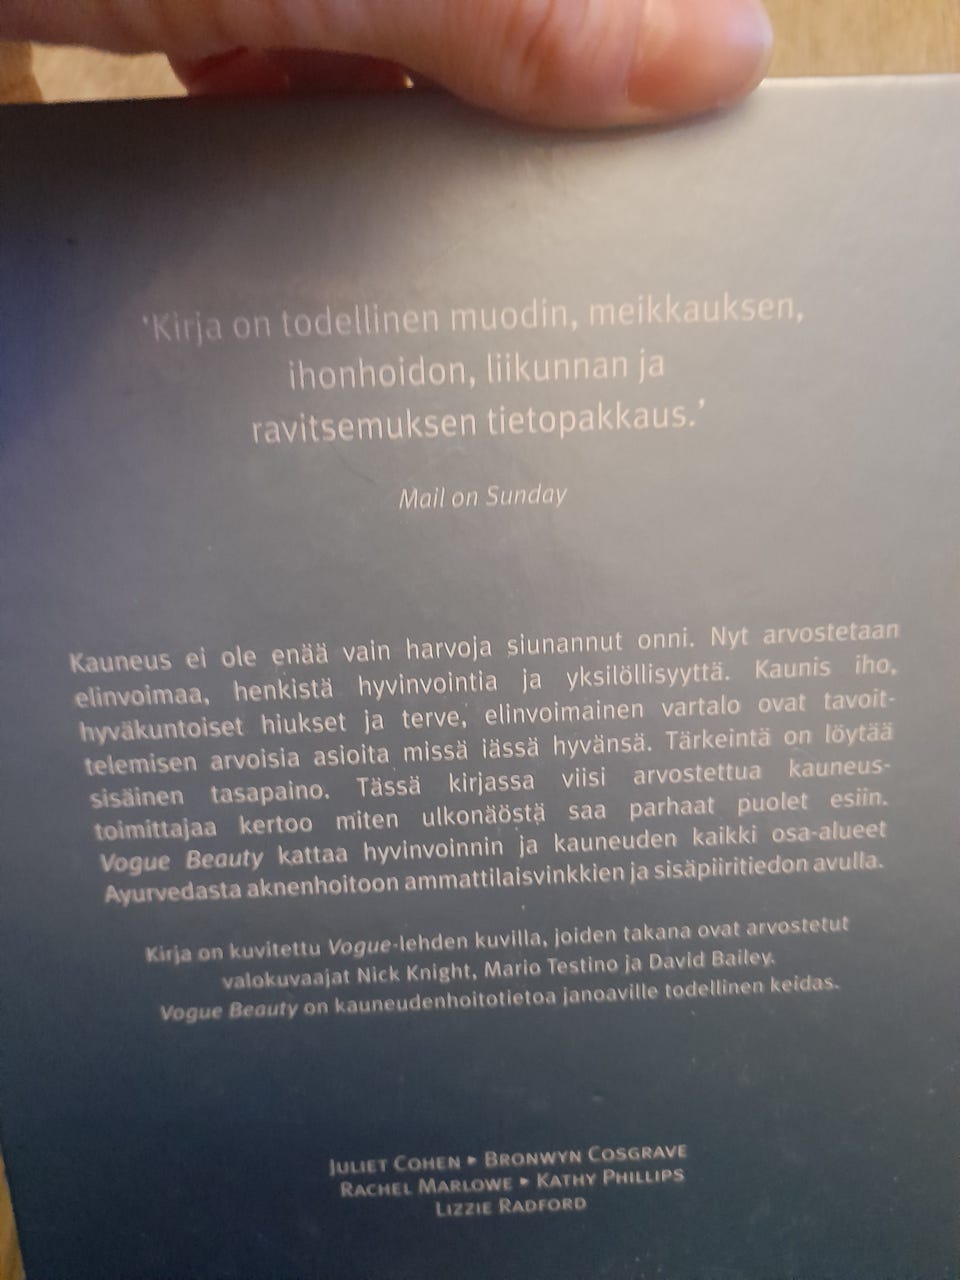 'Kirja on todellinen muodin, meikkauksen,
ihonhoidon, liikunnan ja
ravitsemuksen tietopakkaus.'
Mail on Sunday
Kauneus ei ole enää vain harvoja siunannut onni. Nyt arvostetaan
elinvoimaa, henkistä hyvinvointia ja yksilöllisyyttä. Kaunis iho,
hyväkuntoiset hiukset ja terve, elinvoimainen vartalo ovat tavoit-
telemisen arvoisia asioita missä iässä hyvänsä. Tärkeintä on löytää
sisäinen tasapaino. Tässä kirjassa viisi arvostettua kauneus-
toimittajaa kertoo miten ulkonäöstä saa parhaat puolet esiin.
Vogue Beauty kattaa hyvinvoinnin ja kauneuden kaikki osa-alueet
Ayurvedasta aknenhoitoon ammattilaisvinkkien ja sisäpiiritiedon avulla.
Kirja on kuvitettu Vogue-lehden kuvilla, joiden takana ovat arvostetut
valokuvaajat Nick Knight, Mario Testino ja David Bailey.
Vogue Beauty on kauneudenhoitotietoa janoaville todellinen keidas.
JULIET COHEN ▸ BRONWYN COSGRAVE
RACHEL MARLOWE ▸ KATHY PHILLIPS
LIZZIE RADFORD